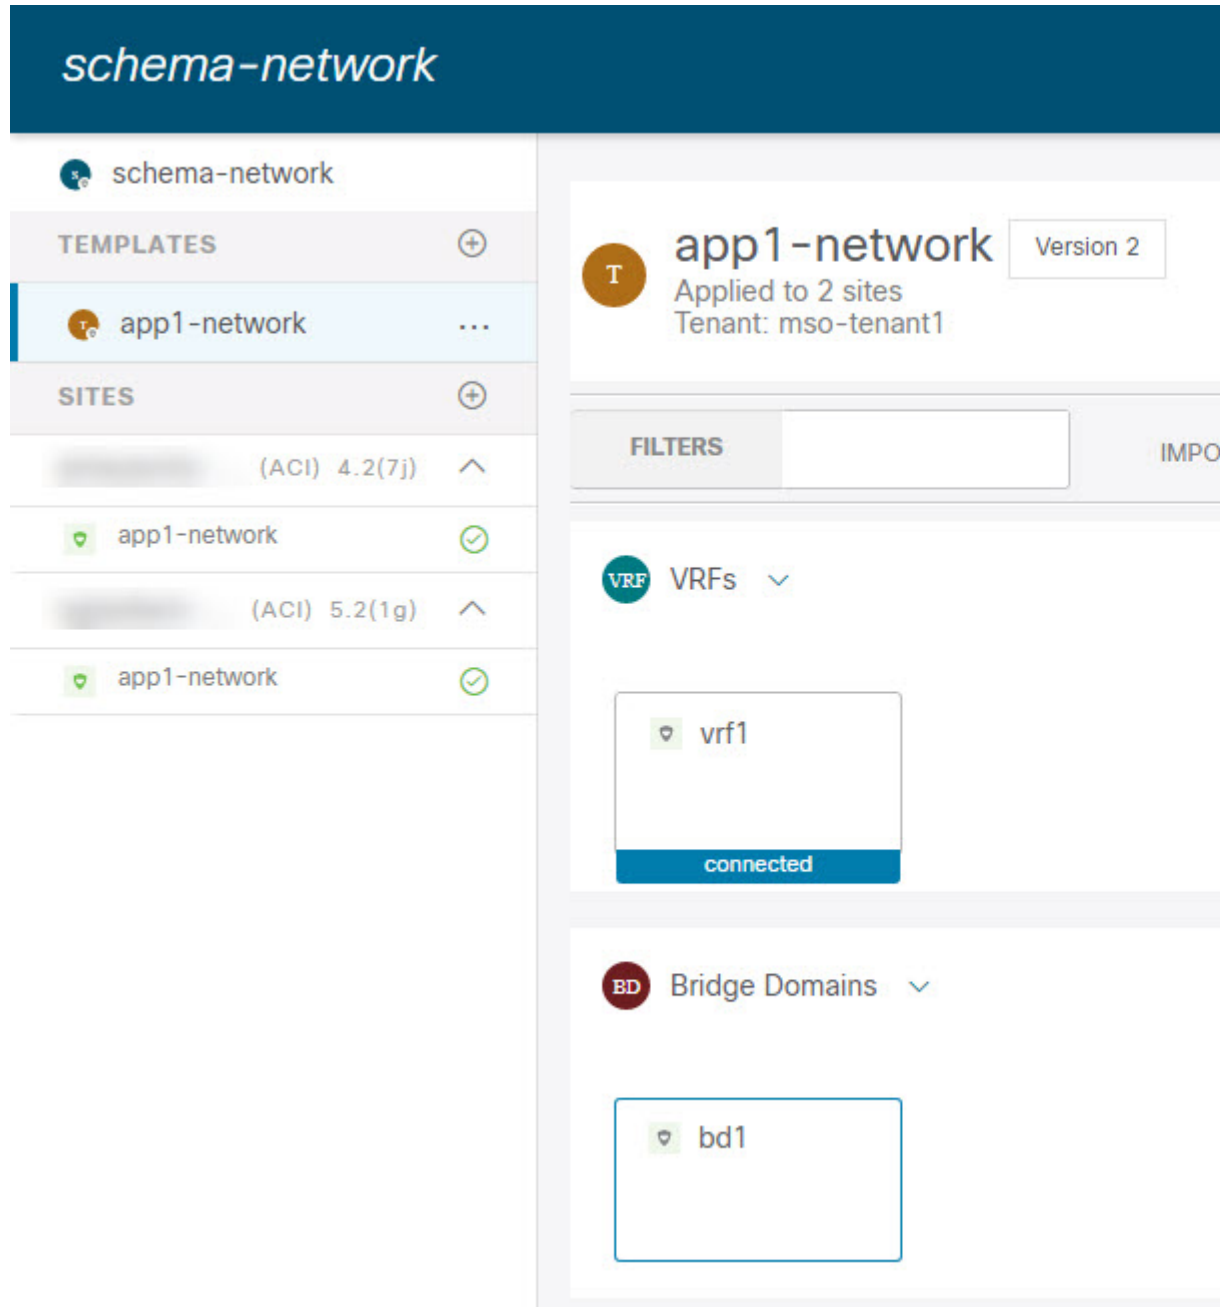 schema-network
schema-network
TEMPLATES
app1-network ...
SITES
(ACI) 4.2(7j)
app1-network
(ACI) 5.2(1g)
app1-network
T
app1-network Version 2
Applied to 2 sites
Tenant: mso-tenant1
FILTERS
IMPO
VRF VRFs
vrf1
connected
BD Bridge Domains
bd1